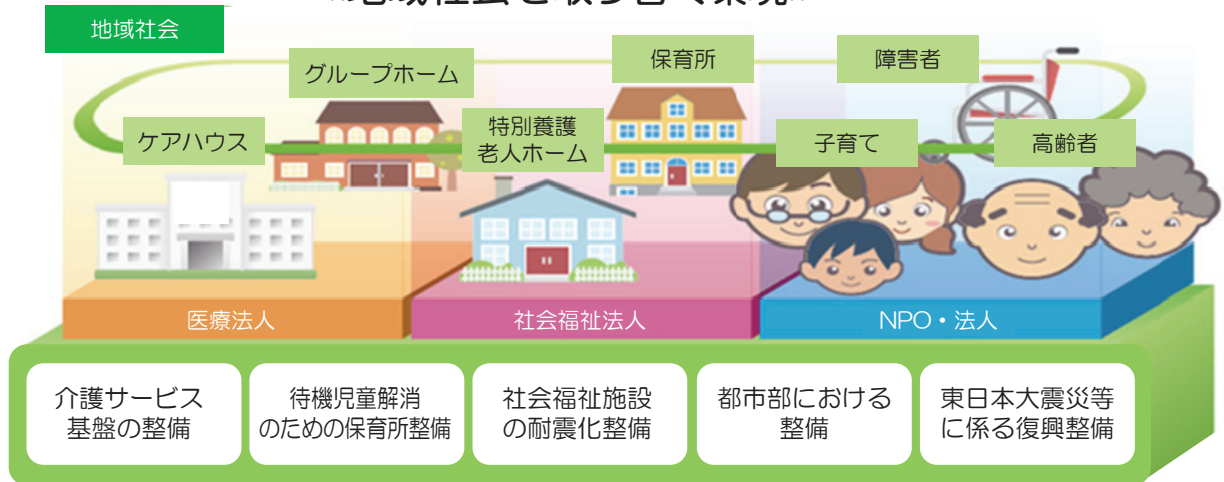 地域社会
グループホーム
保育所
障害者
ケアハウス
特別養護
老人ホーム
子育て
高齢者
医療法人
社会福祉法人
NPO・法人
介護サービス
基盤の整備
待機児童解消
のための保育所整備
社会福祉施設
の耐震化整備
都市部における
整備
東日本大震災等
に係る復興整備